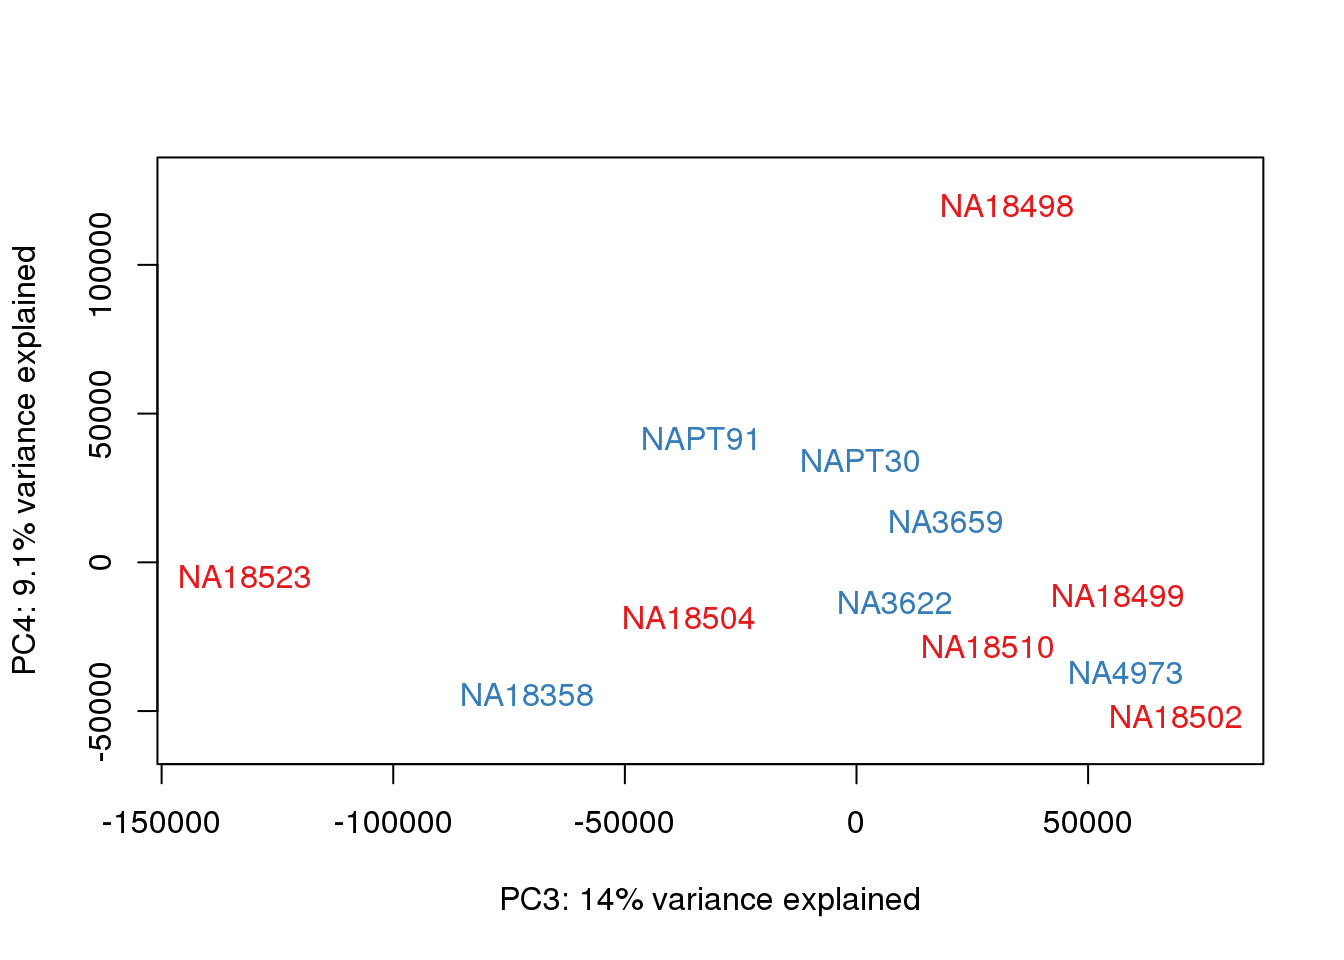 NA18498
100000
50000
0
-50000
PC4: 9.1% variance explained
NAPT91
NAPT30
NA3659
NA18523
NA18504
NA3622
NA18499
NA18510
NA18358
NA4973
NA18502
-150000 -100000 -50000 0 50000
PC3: 14% variance explained